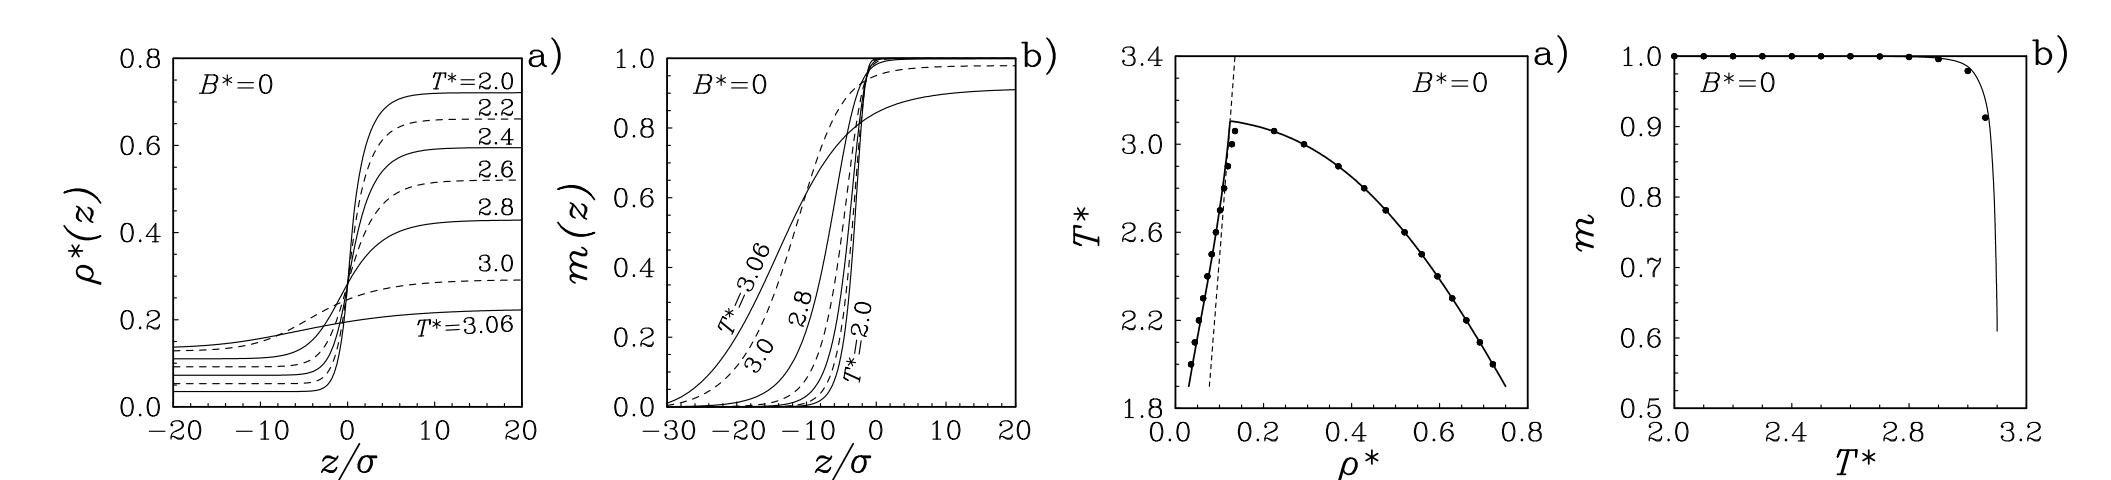 a)
0.8
0.6
0.4
0.2
0.0
ρ*(z)
B*=0
T*=2.0
2.2
2.4
2.6
2.8
3.0
T*=3.06
−20 −10 0 10 20
z/σ
b)
1.0
0.8
0.6
0.4
0.2
0.0
m(z)
B*=0
T*=3.06
3.0
2.8
T*=2.0
−30 −20 −10 0 10 20
z/σ
a)
3.4
3.0
2.6
2.2
1.8
T*
B*=0
0.0 0.2 0.4 0.6 0.8
ρ*
b)
1.0
0.9
0.8
0.7
0.6
0.5
m
B*=0
2.0 2.4 2.8 3.2
T*